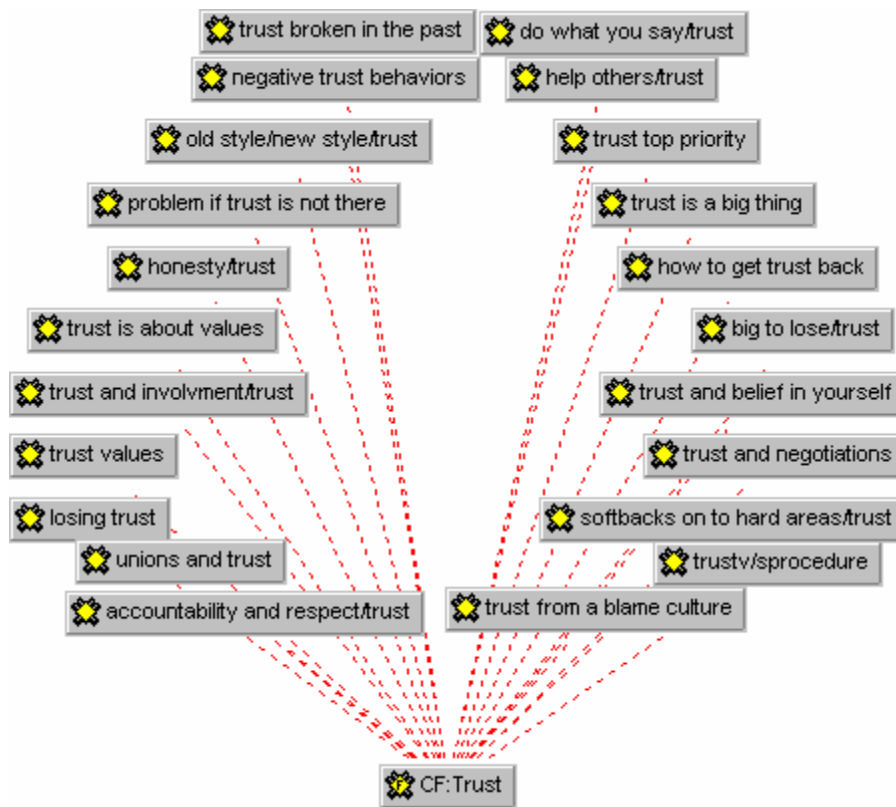 trust broken in the past
do what you say/trust
negative trust behaviors
help others/trust
old style/new style/trust
trust top priority
problem if trust is not there
trust is a big thing
honesty/trust
how to get trust back
trust is about values
big to lose/trust
trust and involvment/trust
trust and belief in yourself
trust values
trust and negotiations
losing trust
softbacks on to hard areas/trust
unions and trust
trustv/sprocedure
accountability and respect/trust
trust from a blame culture
F CF:Trust